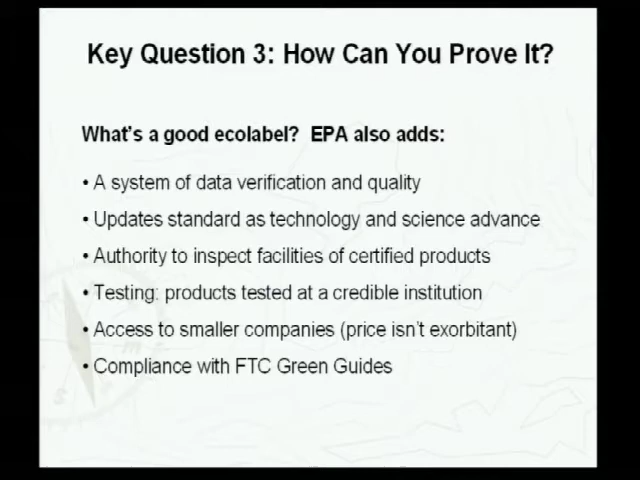 Key Question 3: How Can You Prove It?
What's a good ecolabel? EPA also adds:
• A system of data verification and quality
• Updates standard as technology and science advance
• Authority to inspect facilities of certified products
• Testing: products tested at a credible institution
• Access to smaller companies (price isn't exorbitant)
• Compliance with FTC Green Guides